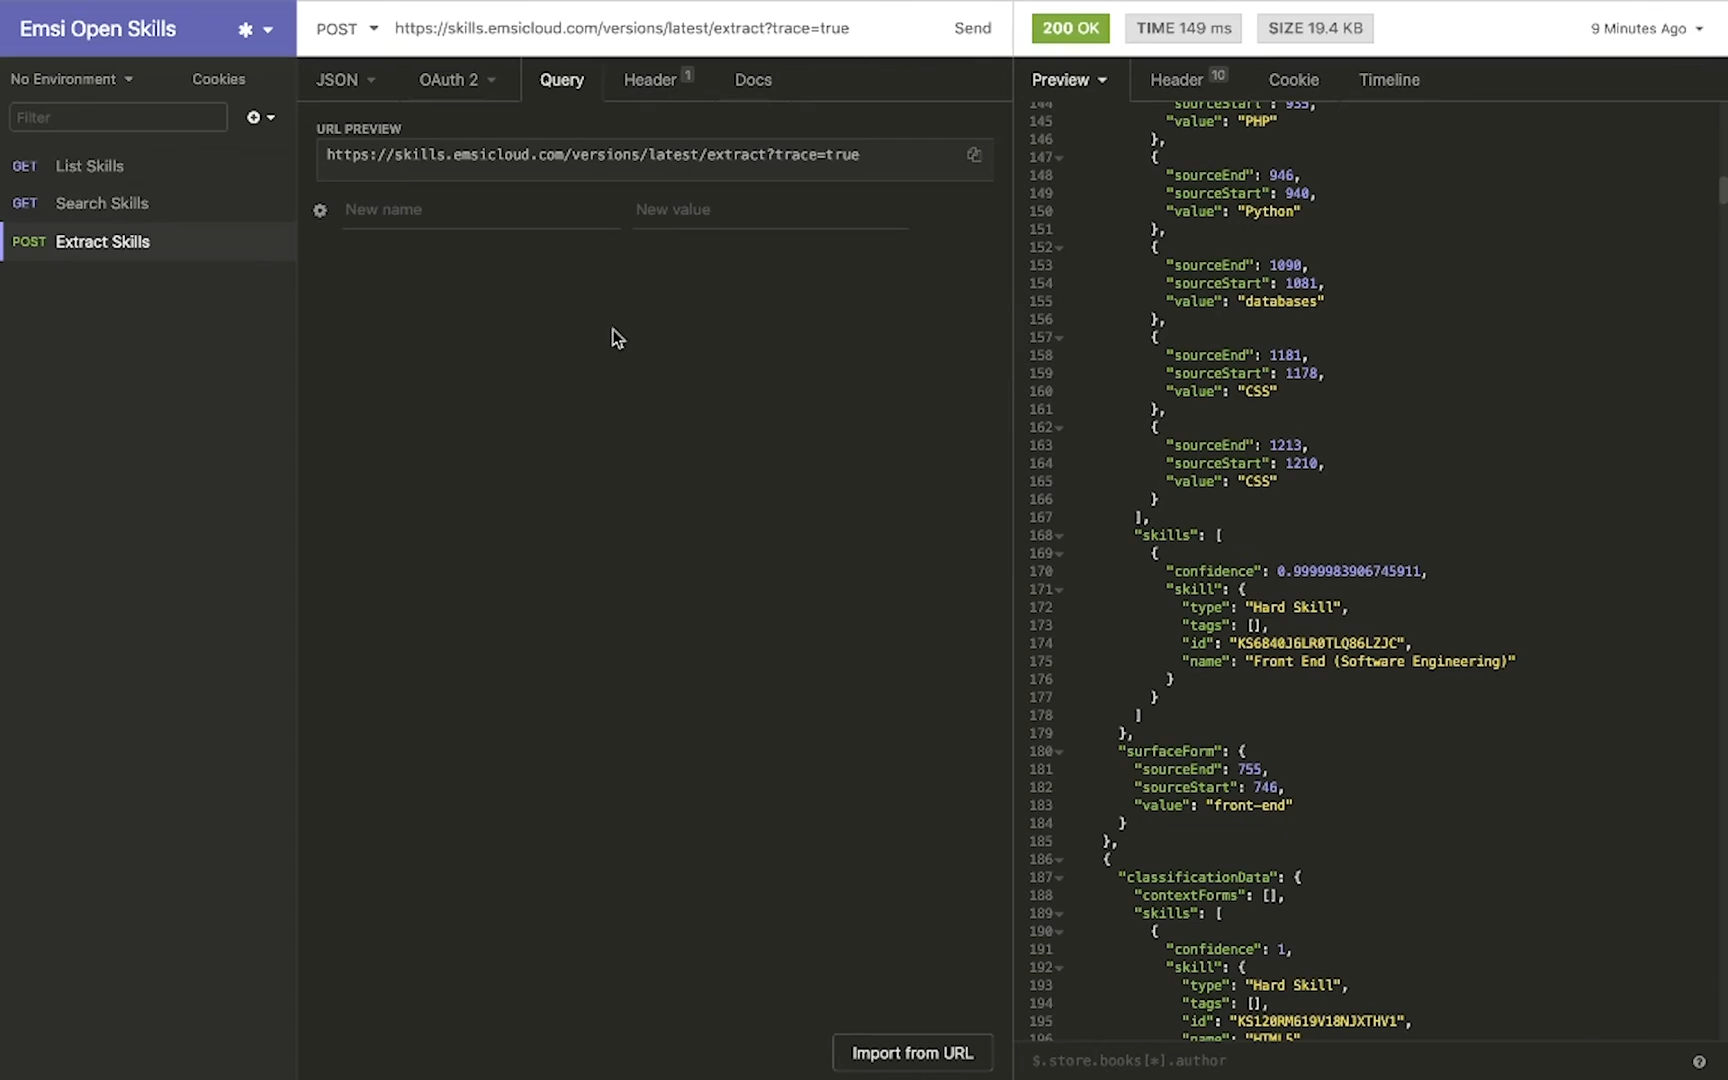 Emsi Open Skills
POST https://skills.emsicloud.com/versions/latest/extract?trace=true Send
200 OK TIME 149 ms SIZE 19.4 KB 9 Minutes Ago
No Environment Cookies
JSON OAuth 2 Query Header 1 Docs
Preview Header 10 Cookie Timeline
Filter
GET List Skills
GET Search Skills
POST Extract Skills
URL PREVIEW
https://skills.emsicloud.com/versions/latest/extract?trace=true
New name New value
Import from URL
144 "sourceStart": 935,
145 "value": "PHP"
146 },
147 {
148 "sourceEnd": 946,
149 "sourceStart": 940,
150 "value": "Python"
151 },
152 {
153 "sourceEnd": 1090,
154 "sourceStart": 1081,
155 "value": "databases"
156 },
157 {
158 "sourceEnd": 1181,
159 "sourceStart": 1178,
160 "value": "CSS"
161 },
162 {
163 "sourceEnd": 1213,
164 "sourceStart": 1210,
165 "value": "CSS"
166 }
167 ],
168 "skills": [
169 {
170 "confidence": 0.9999983906745911,
171 "skill": {
172 "type": "Hard Skill",
173 "tags": [],
174 "id": "KS6840J6LR0TLQ86LZJC",
175 "name": "Front End (Software Engineering)"
176 }
177 }
178 ]
179 },
180 "surfaceForm": {
181 "sourceEnd": 755,
182 "sourceStart": 746,
183 "value": "front-end"
184 }
185 },
186 {
187 "classificationData": {
188 "contextForms": [],
189 "skills": [
190 {
191 "confidence": 1,
192 "skill": {
193 "type": "Hard Skill",
194 "tags": [],
195 "id": "KS120RM619V18NJXTHV1",
196 "name": "HTML5"
$.store.books[*].author